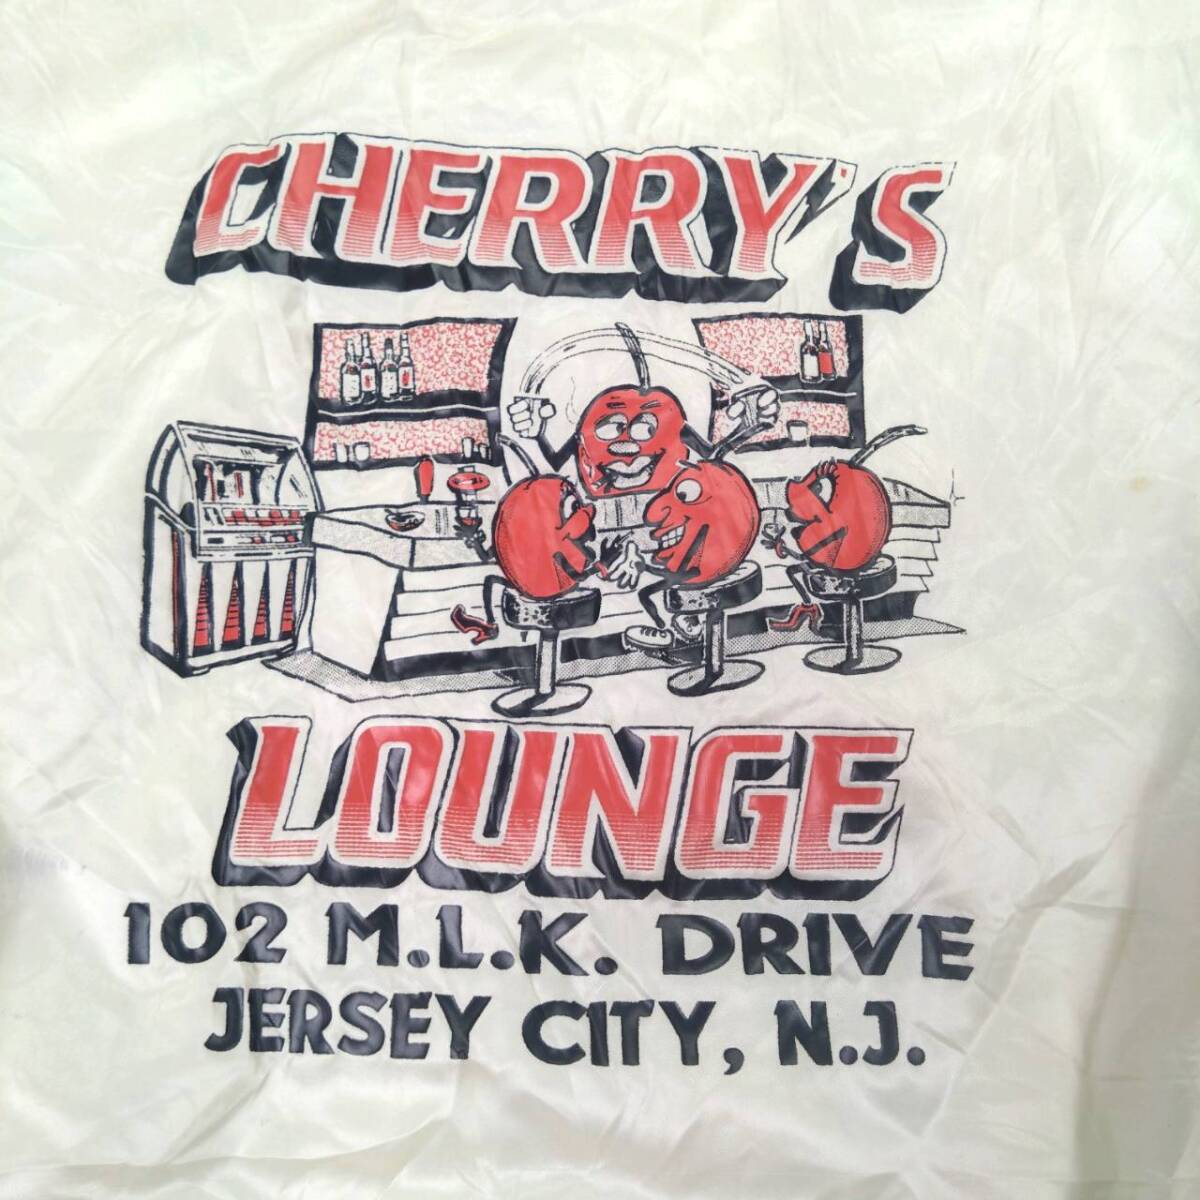 CHERRY'S
LOUNGE
102 M.L.K. DRIVE
JERSEY CITY, N.J.